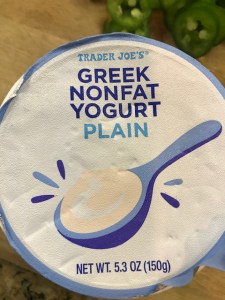 TRADER JOE'S®
GREEK
NONFAT
YOGURT
PLAIN
NET WT. 5.3 OZ (150g)